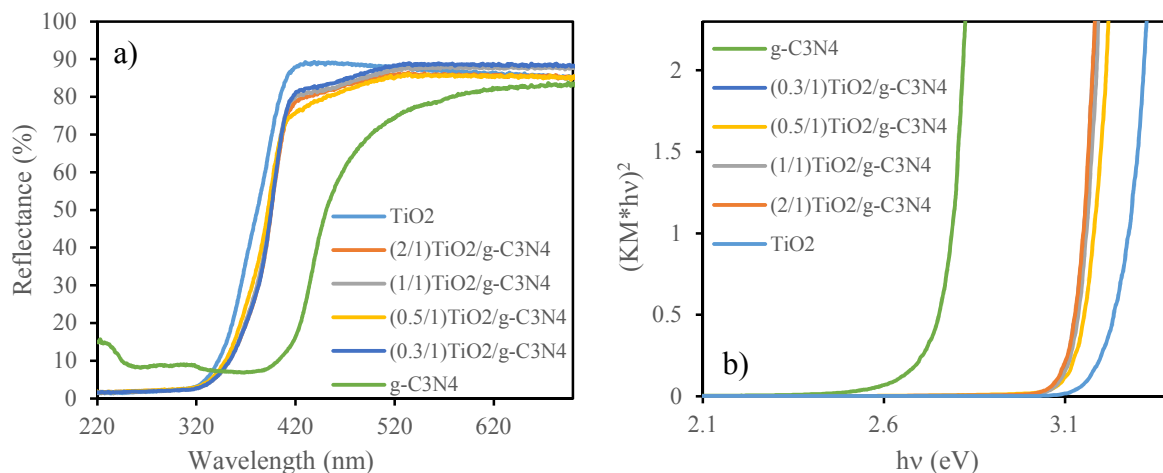 100
90
80
70
60
50
40
30
20
10
0
Reflectance (%)
a)
TiO2
(2/1)TiO2/g-C3N4
(1/1)TiO2/g-C3N4
(0.5/1)TiO2/g-C3N4
(0.3/1)TiO2/g-C3N4
g-C3N4
220 320 420 520 620
Wavelength (nm)
2
1.5
1
0.5
0
(KM*hν)2
g-C3N4
(0.3/1)TiO2/g-C3N4
(0.5/1)TiO2/g-C3N4
(1/1)TiO2/g-C3N4
(2/1)TiO2/g-C3N4
TiO2
b)
2.1 2.6 3.1
hν (eV)